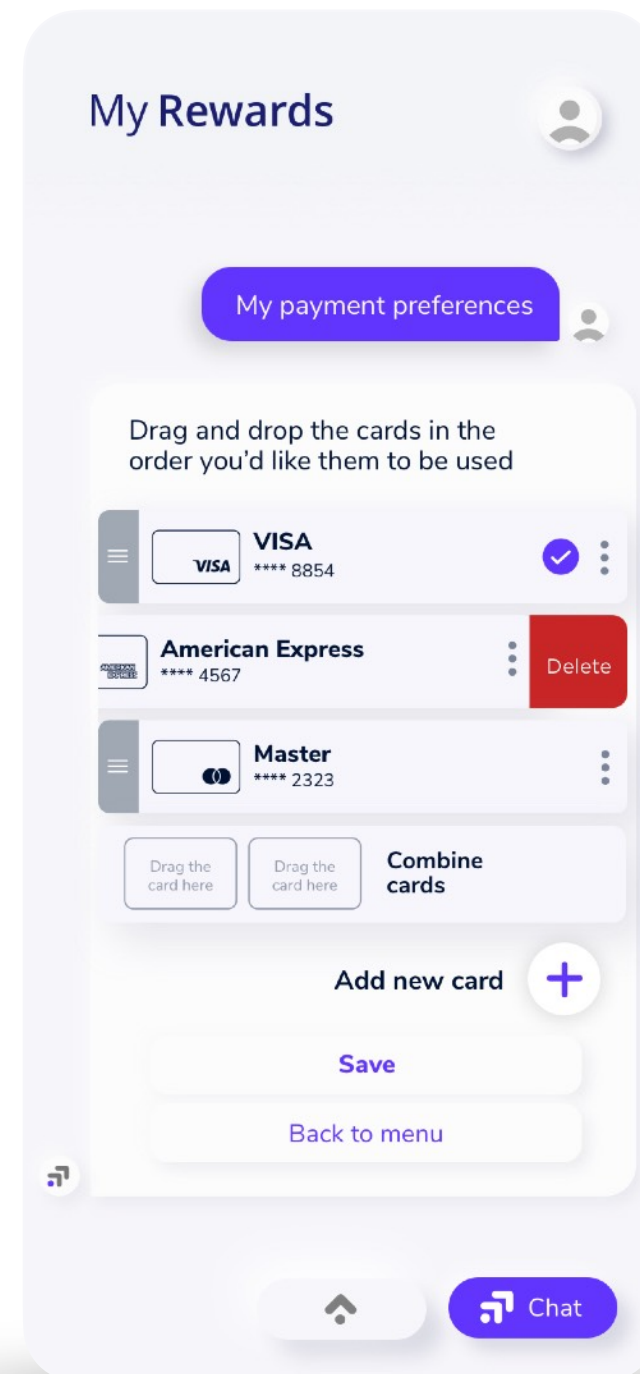 My Rewards
My payment preferences
Drag and drop the cards in the
order you’d like them to be used
VISA
VISA
**** 8854
AMERICAN
EXPRESS
American Express
**** 4567
Delete
Master
**** 2323
Drag the
card here
Drag the
card here
Combine
cards
Add new card
Save
Back to menu
Chat